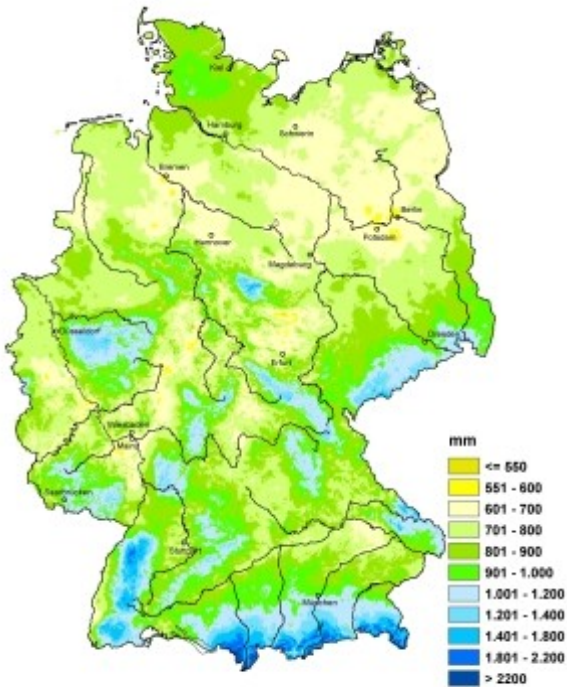 Kiel
Hamburg
Schwerin
Bremen
Berlin
Hannover
Potsdam
Magdeburg
Düsseldorf
Dresden
Erfurt
Wiesbaden
Mainz
Saarbrücken
Stuttgart
München
mm
<= 550
551 - 600
601 - 700
701 - 800
801 - 900
901 - 1.000
1.001 - 1.200
1.201 - 1.400
1.401 - 1.800
1.801 - 2.200
> 2200